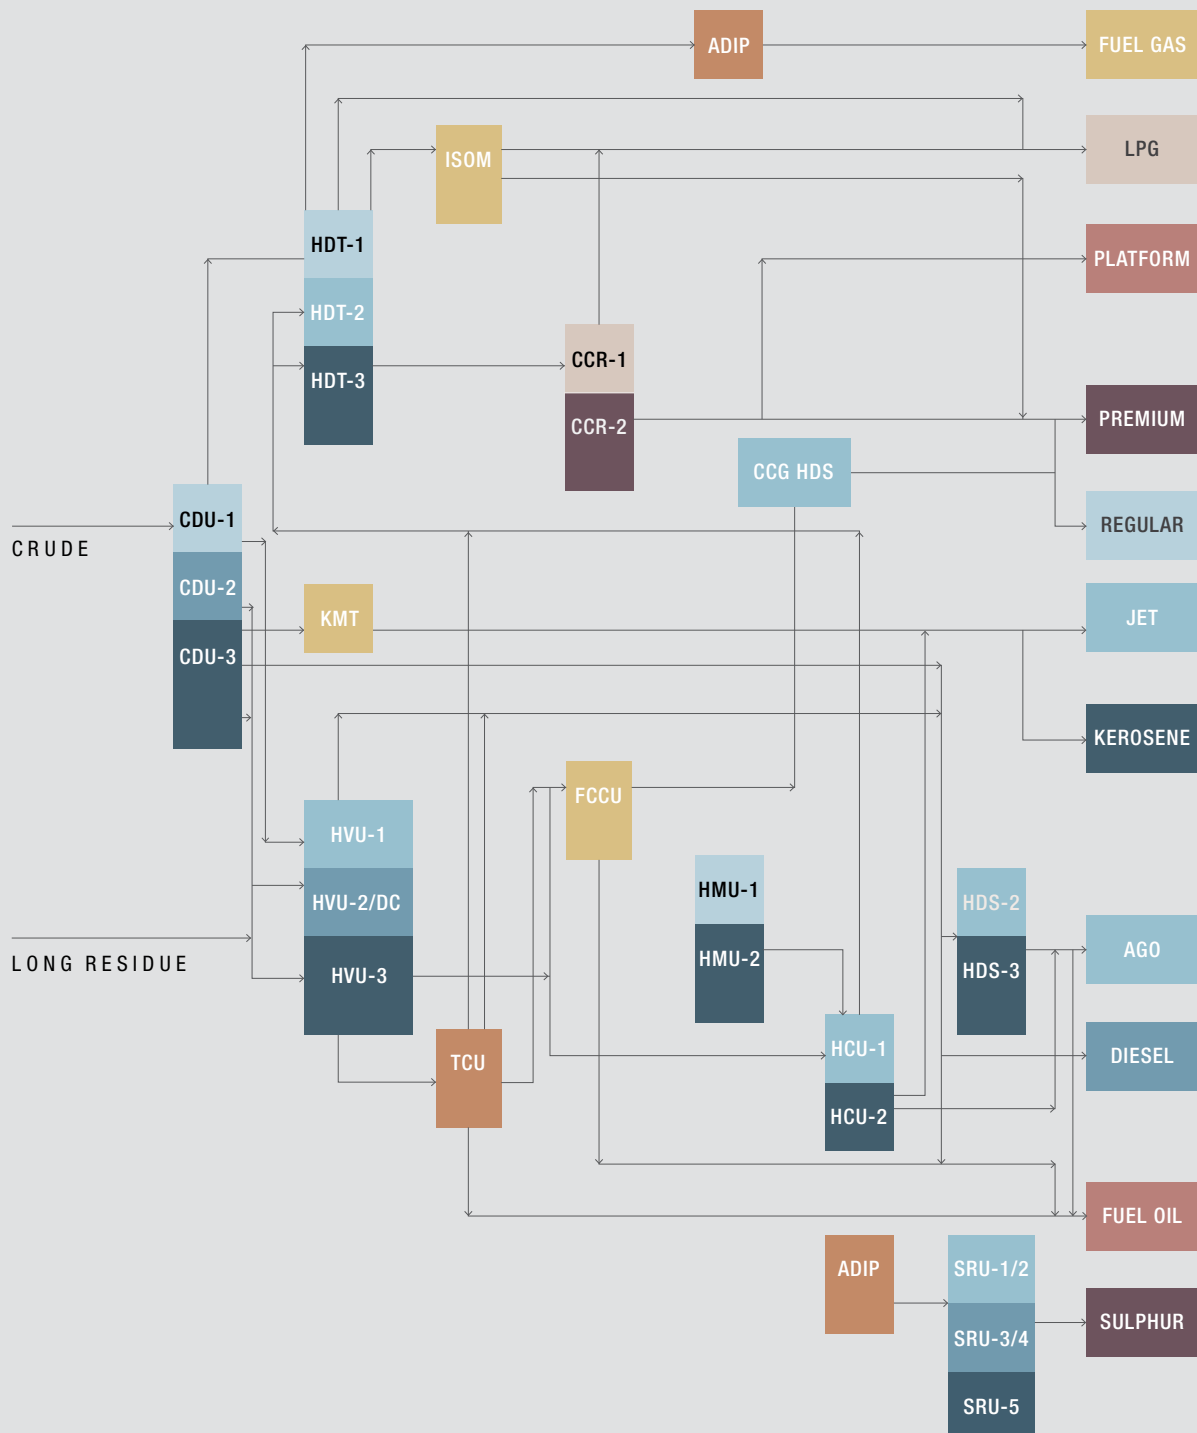 ADIP
FUEL GAS
ISOM
LPG
HDT-1
PLATFORM
HDT-2
CCR-1
HDT-3
PREMIUM
CCR-2
CCG HDS
CDU-1
REGULAR
CRUDE
CDU-2
KMT
JET
CDU-3
KEROSENE
FCCU
HVU-1
HMU-1
HVU-2/DC
HDS-2
AGO
HMU-2
LONG RESIDUE
HVU-3
HDS-3
HCU-1
DIESEL
TCU
HCU-2
FUEL OIL
ADIP
SRU-1/2
SULPHUR
SRU-3/4
SRU-5